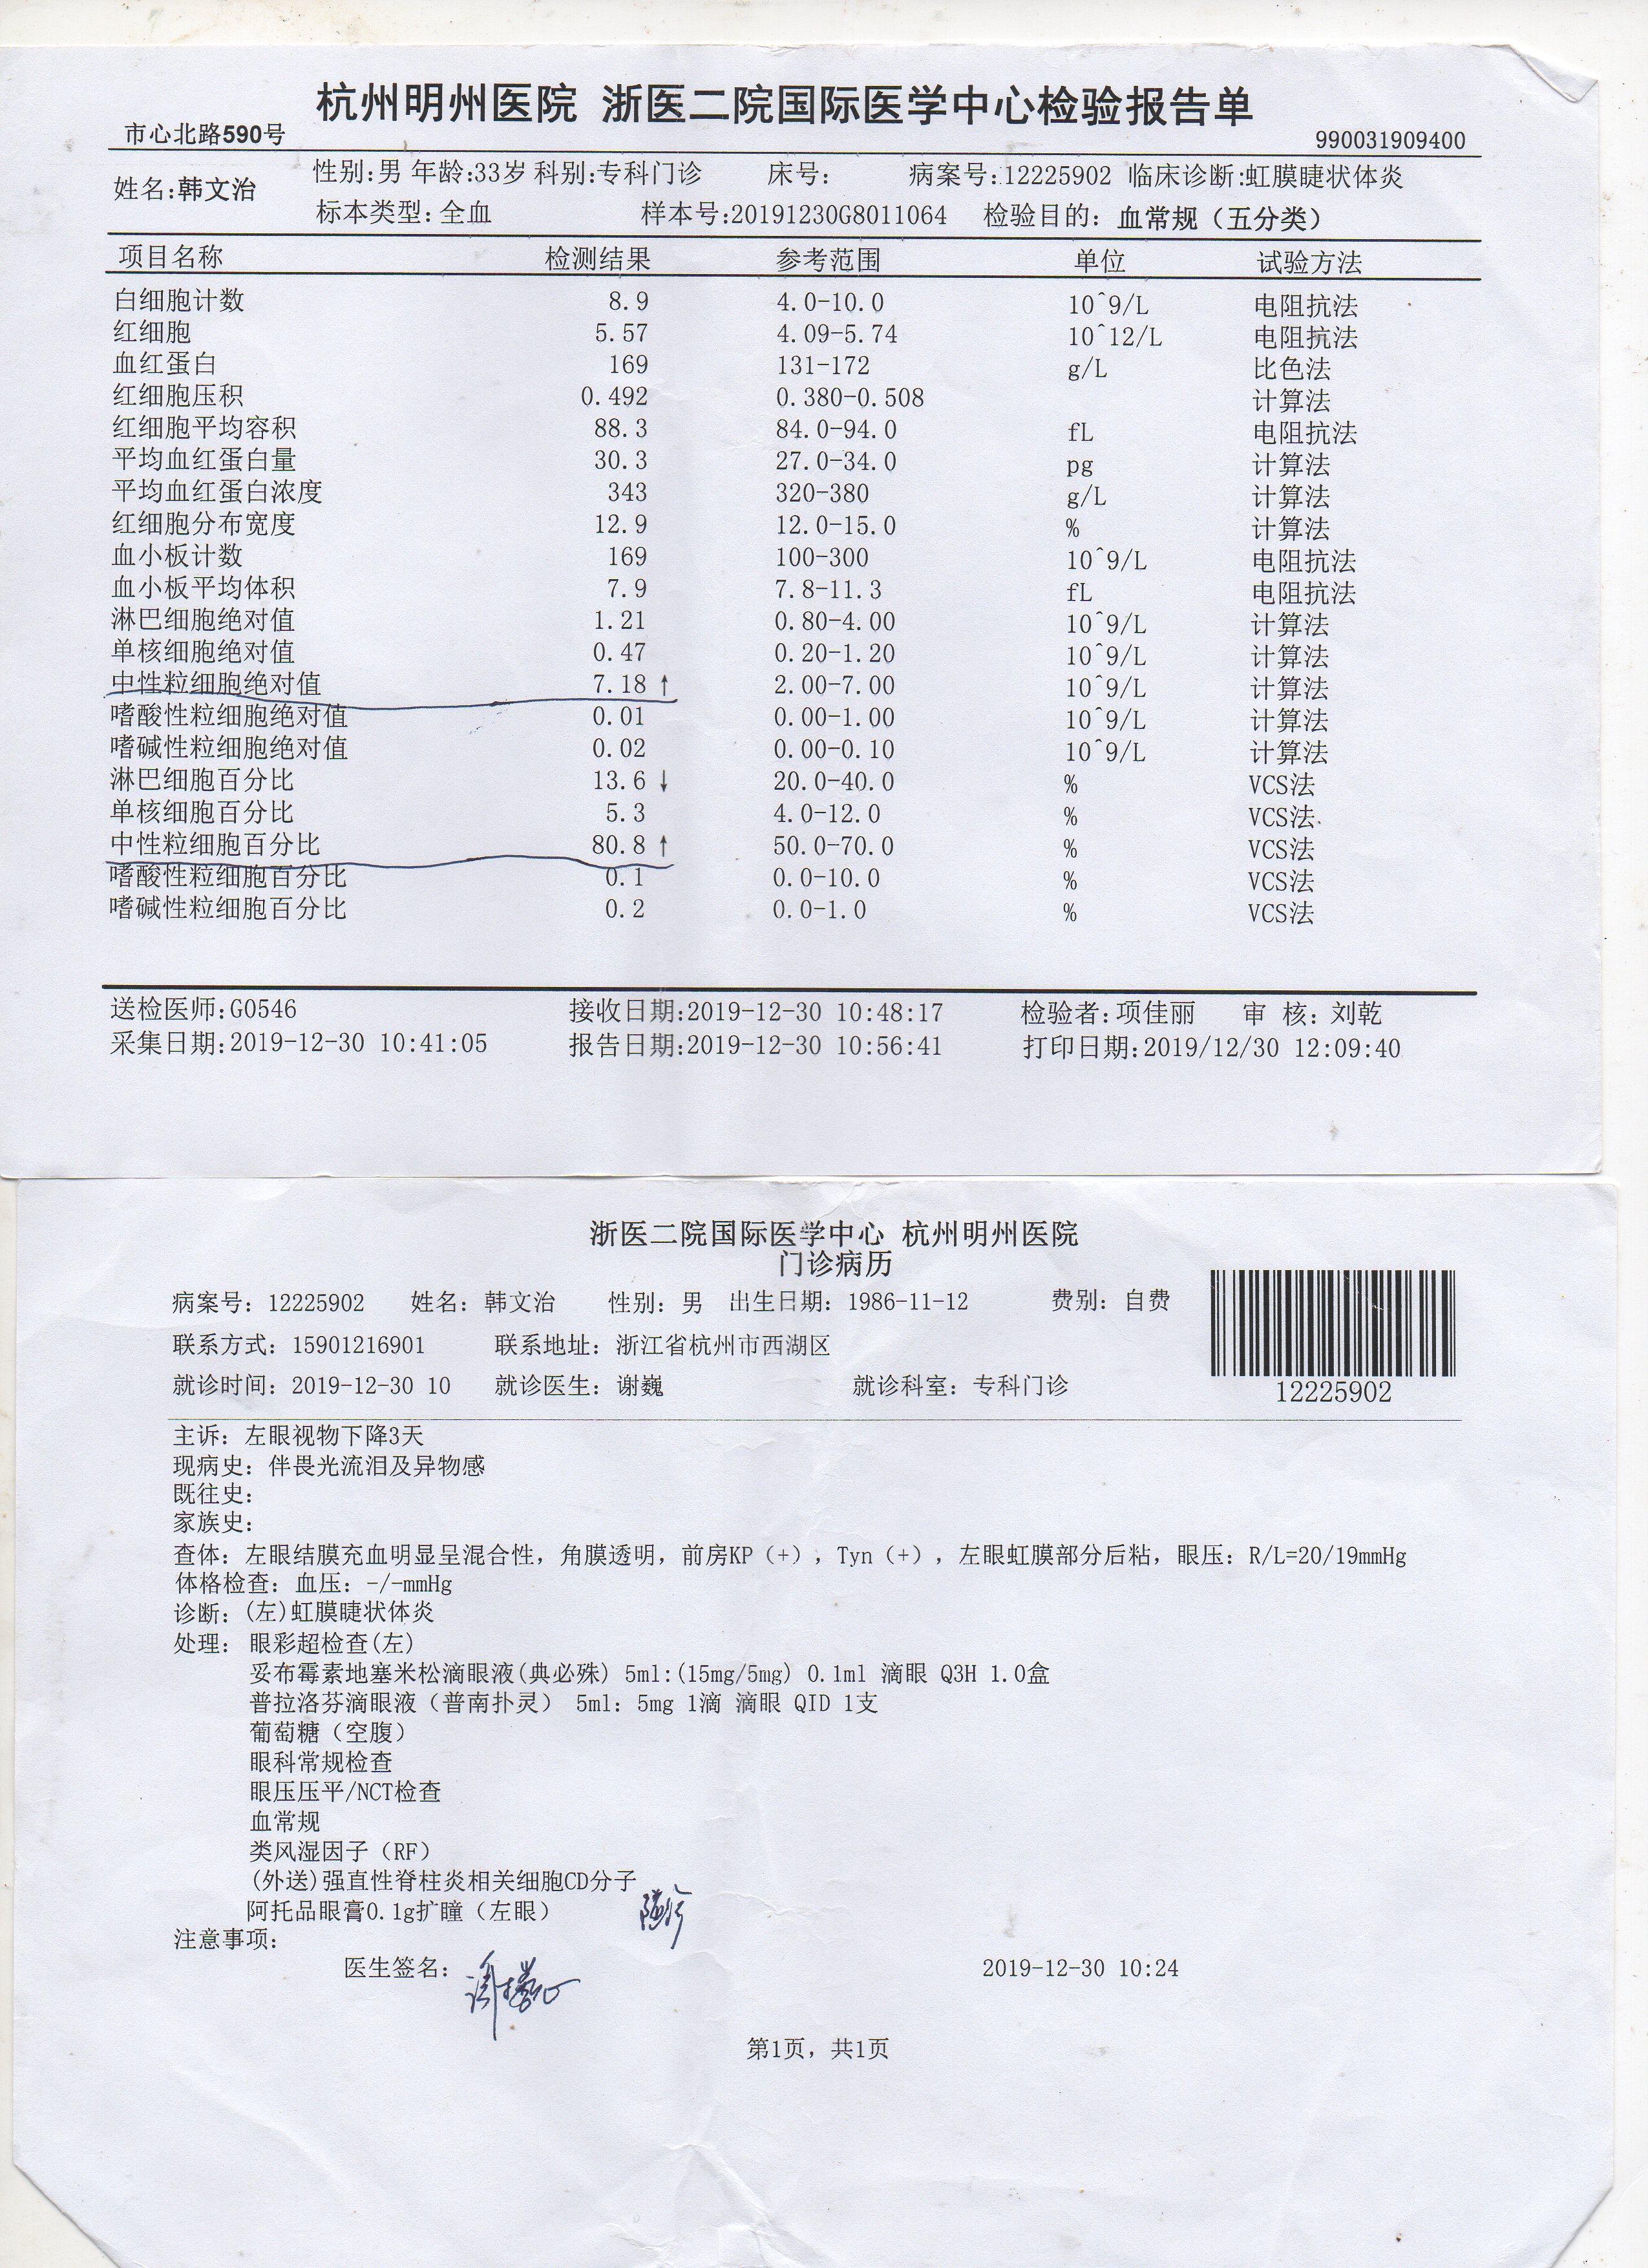 杭州明州医院 浙医二院国际医学中心检验报告单
市心北路590号 990031909400
姓名:韩文治 性别:男 年龄:33岁 科别:专科门诊 床号: 病案号:12225902 临床诊断:虹膜睫状体炎
标本类型:全血 样本号:20191230G8011064 检验目的: 血常规（五分类）
项目名称 检测结果 参考范围 单位 试验方法
白细胞计数 8.9 4.0-10.0 10^9/L 电阻抗法
红细胞 5.57 4.09-5.74 10^12/L 电阻抗法
血红蛋白 169 131-172 g/L 比色法
红细胞压积 0.492 0.380-0.508 计算法
红细胞平均容积 88.3 84.0-94.0 fL 电阻抗法
平均血红蛋白量 30.3 27.0-34.0 pg 计算法
平均血红蛋白浓度 343 320-380 g/L 计算法
红细胞分布宽度 12.9 12.0-15.0 % 计算法
血小板计数 169 100-300 10^9/L 电阻抗法
血小板平均体积 7.9 7.8-11.3 fL 电阻抗法
淋巴细胞绝对值 1.21 0.80-4.00 10^9/L 计算法
单核细胞绝对值 0.47 0.20-1.20 10^9/L 计算法
中性粒细胞绝对值 7.18 ↑ 2.00-7.00 10^9/L 计算法
嗜酸性粒细胞绝对值 0.01 0.00-1.00 10^9/L 计算法
嗜碱性粒细胞绝对值 0.02 0.00-0.10 10^9/L 计算法
淋巴细胞百分比 13.6 ↓ 20.0-40.0 % VCS法
单核细胞百分比 5.3 4.0-12.0 % VCS法
中性粒细胞百分比 80.8 ↑ 50.0-70.0 % VCS法
嗜酸性粒细胞百分比 0.1 0.0-10.0 % VCS法
嗜碱性粒细胞百分比 0.2 0.0-1.0 % VCS法
送检医师:G0546 接收日期:2019-12-30 10:48:17 检验者:项佳丽 审 核: 刘乾
采集日期:2019-12-30 10:41:05 报告日期:2019-12-30 10:56:41 打印日期:2019/12/30 12:09:40
浙医二院国际医学中心 杭州明州医院
门诊病历
病案号: 12225902 姓名: 韩文治 性别: 男 出生日期: 1986-11-12 费别: 自费
联系方式: 15901216901 联系地址: 浙江省杭州市西湖区
就诊时间: 2019-12-30 10 就诊医生: 谢巍 就诊科室: 专科门诊
12225902
主诉: 左眼视物下降3天
现病史: 伴畏光流泪及异物感
既往史:
家族史:
查体: 左眼结膜充血明显呈混合性，角膜透明，前房KP（+），Tyn（+），左眼虹膜部分后粘，眼压: R/L=20/19mmHg
体格检查: 血压: -/-mmHg
诊断: (左)虹膜睫状体炎
处理: 眼彩超检查(左)
妥布霉素地塞米松滴眼液(典必殊) 5ml:(15mg/5mg) 0.1ml 滴眼 Q3H 1.0盒
普拉洛芬滴眼液（普南扑灵） 5ml: 5mg 1滴 滴眼 QID 1支
葡萄糖（空腹）
眼科常规检查
眼压压平/NCT检查
血常规
类风湿因子（RF）
(外送)强直性脊柱炎相关细胞CD分子
阿托品眼膏0.1g扩瞳（左眼）
注意事项:
医生签名: 2019-12-30 10:24
第1页，共1页